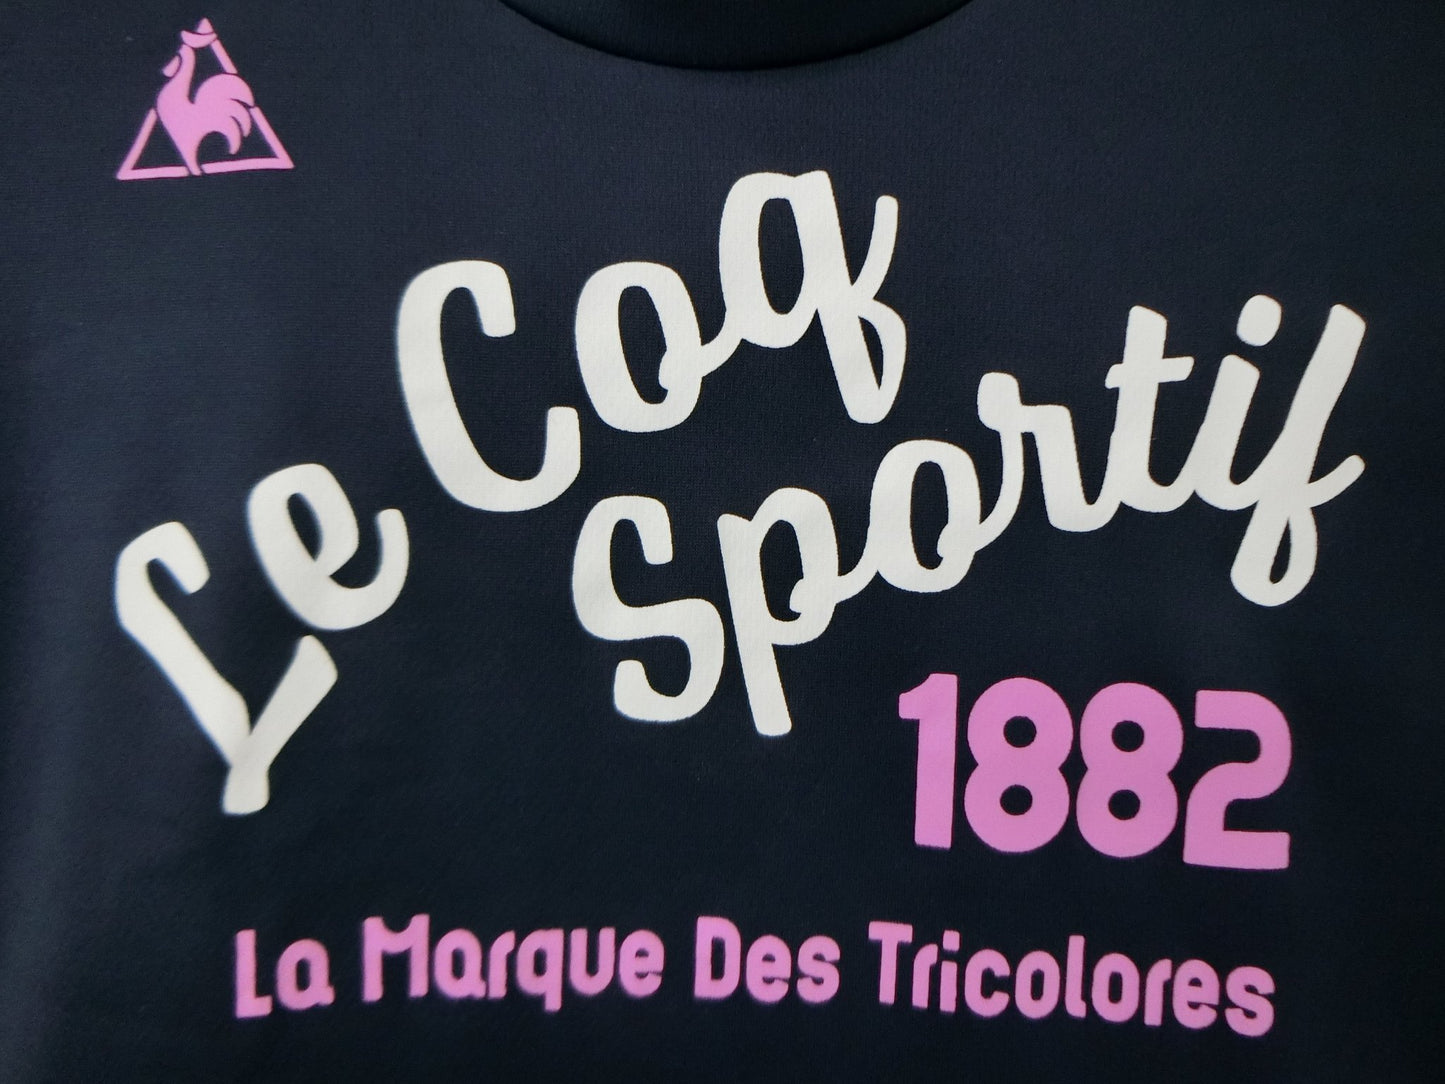 Le Coq
Sportif
1882
La Marque Des Tricolores